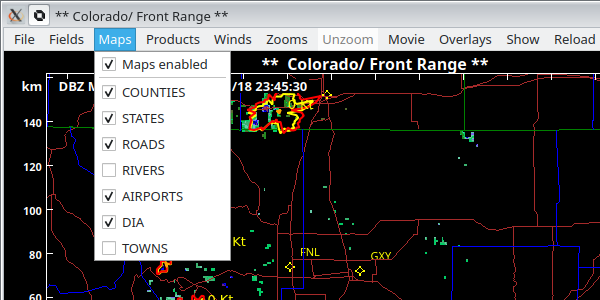 ** Colorado/ Front Range **
File Fields Maps Products Winds Zooms Unzoom Movie Overlays Show Reload
** Colorado/ Front Range **
Maps enabled
COUNTIES
STATES
ROADS
RIVERS
AIRPORTS
DIA
TOWNS
km
DBZ
/18 23:45:30
0 Kt
140
120
100
80
60
Kt
FNL
GXY
0 Kt